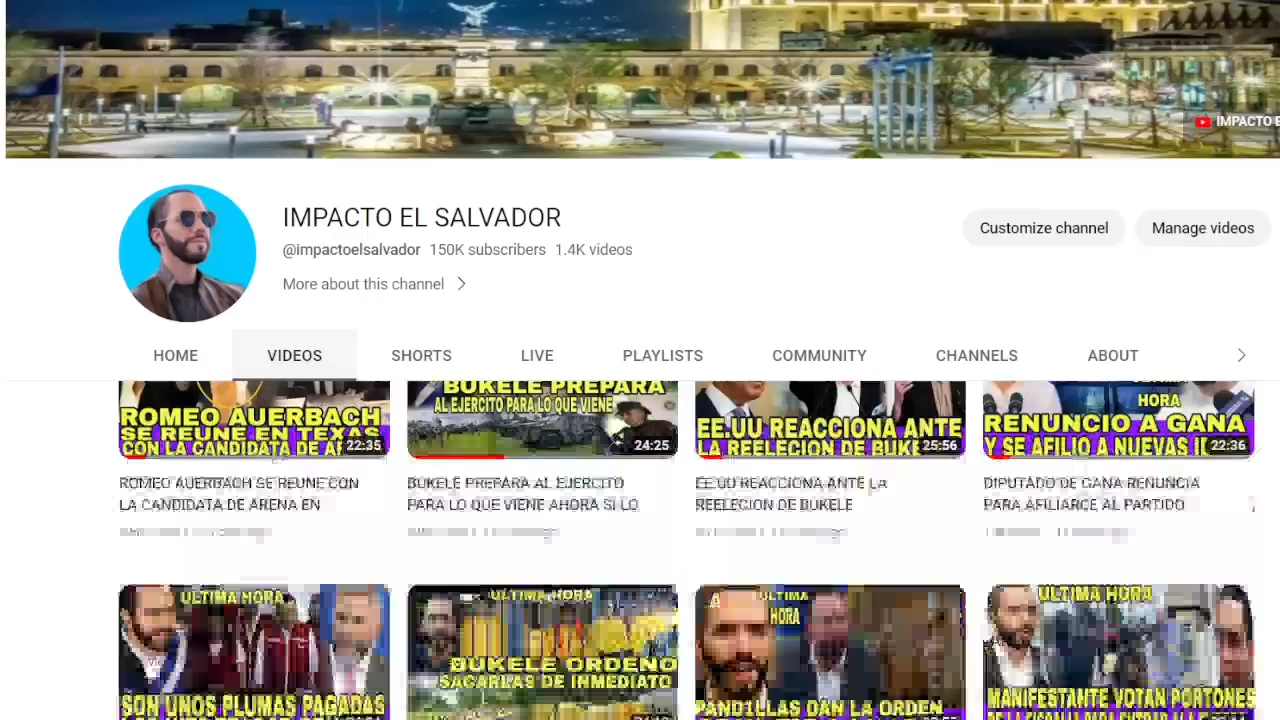 IMPACTO E
IMPACTO EL SALVADOR
@impactoelsalvador 150K subscribers 1.4K videos
More about this channel
Customize channel
Manage videos
HOME
VIDEOS
SHORTS
LIVE
PLAYLISTS
COMMUNITY
CHANNELS
ABOUT
ROMEO AUERBACH
SE REUNE EN TEXAS
CON LA CANDIDATA DE AR
22:35
BUKELE PREPARA
AL EJERCITO PARA LO QUE VIENE
24:25
EE.UU REACCIONA ANTE
LA REELECION DE BUKE
25:56
HORA
RENUNCIO A GANA
Y SE AFILIO A NUEVAS I
22:36
ROMEO AUERBACH SE REUNE CON
LA CANDIDATA DE ARENA EN
BUKELE PREPARA AL EJERCITO
PARA LO QUE VIENE AHORA SI LO
EE.UU REACCIONA ANTE LA
REELECION DE BUKELE
DIPUTADO DE GANA RENUNCIA
PARA AFILIARCE AL PARTIDO
ULTIMA HORA
SON UNOS PLUMAS PAGADAS
ULTIMA HORA
BUKELE ORDENO
SACARLAS DE INMEDIATO
ULTIMA
HORA
PANDILLAS DAN LA ORDEN
ULTIMA HORA
MANIFESTANTE VOTAN PORTONES